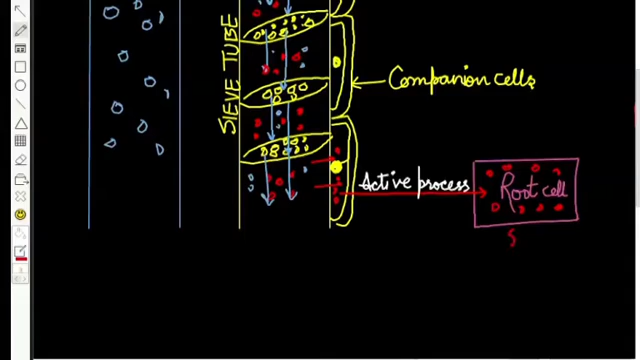 SIEVE TUBE
Companion cells
Active process
Root cell
S